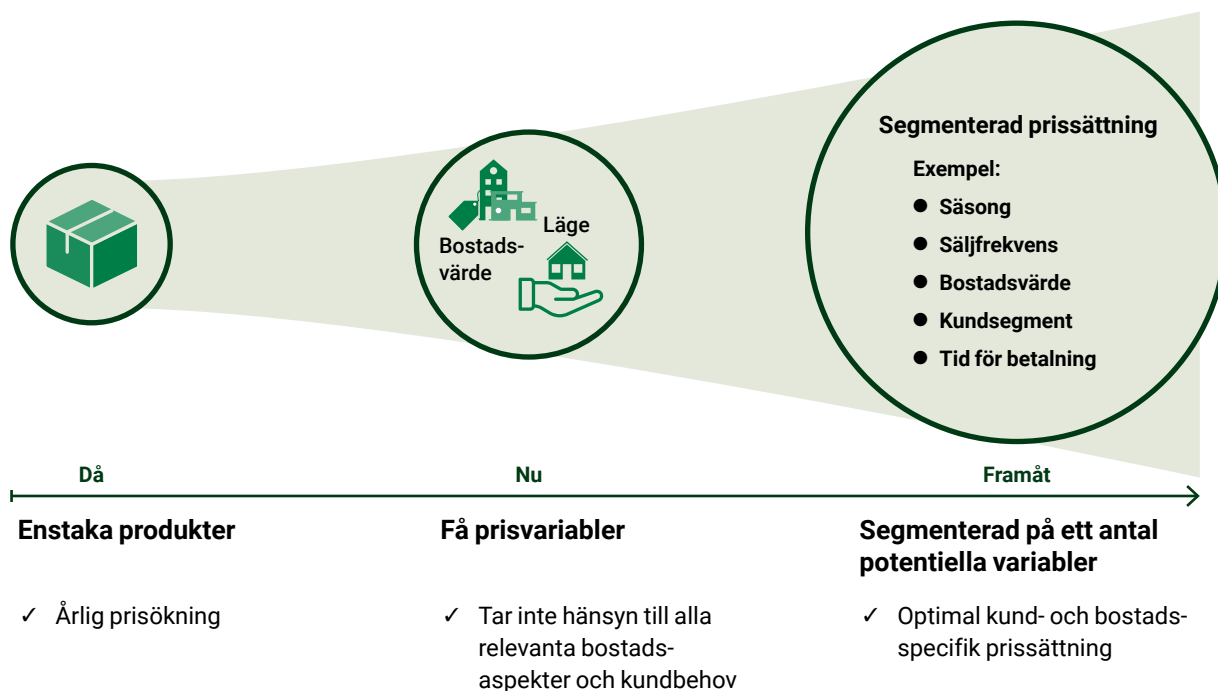 Segmenterad prissättning
Exempel:
● Säsong
● Säljfrekvens
● Bostadsvärde
● Kundsegment
● Tid för betalning
Läge
Bostads-
värde
Då
Nu
Framåt
Enstaka produkter
✓ Årlig prisökning
Få prisvariabler
✓ Tar inte hänsyn till alla
relevanta bostads-
aspekter och kundbehov
Segmenterad på ett antal
potentiella variabler
✓ Optimal kund- och bostads-
specifik prissättning